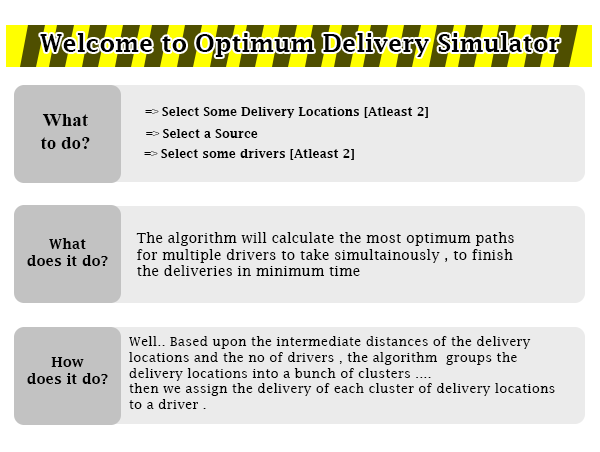 Welcome to Optimum Delivery Simulator
What
to do?
=> Select Some Delivery Locations [Atleast 2]
=> Select a Source
=> Select some drivers [Atleast 2]
What
does it do?
The algorithm will calculate the most optimum paths
for multiple drivers to take simultainously , to finish
the deliveries in minimum time
How
does it do?
Well.. Based upon the intermediate distances of the delivery
locations and the no of drivers , the algorithm  groups the
delivery locations into a bunch of clusters ....
then we assign the delivery of each cluster of delivery locations
to a driver .